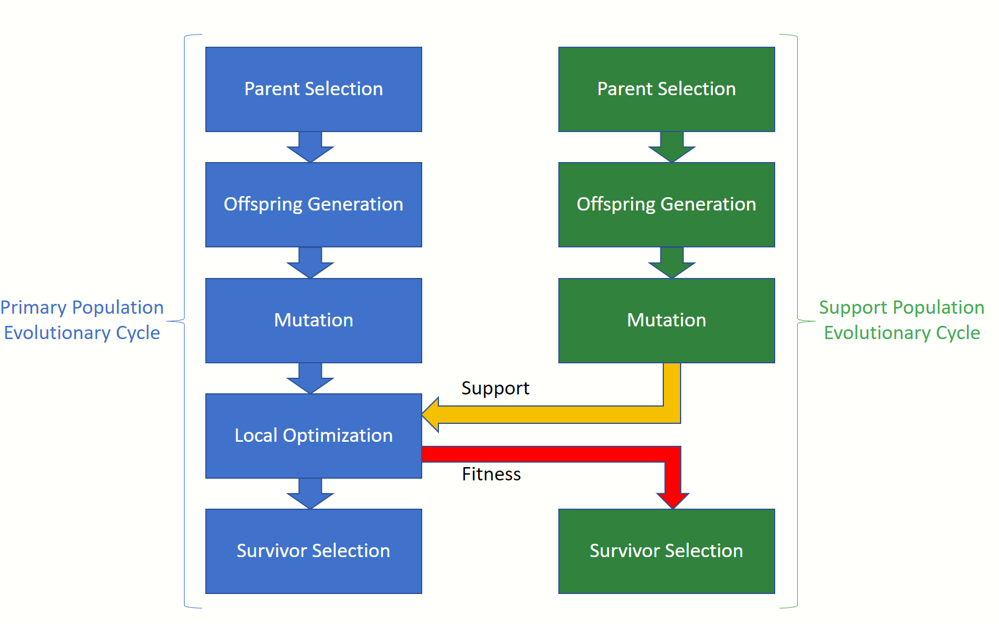 Primary Population
Evolutionary Cycle
Parent Selection
Offspring Generation
Mutation
Local Optimization
Survivor Selection
Support
Fitness
Parent Selection
Offspring Generation
Mutation
Survivor Selection
Support Population
Evolutionary Cycle